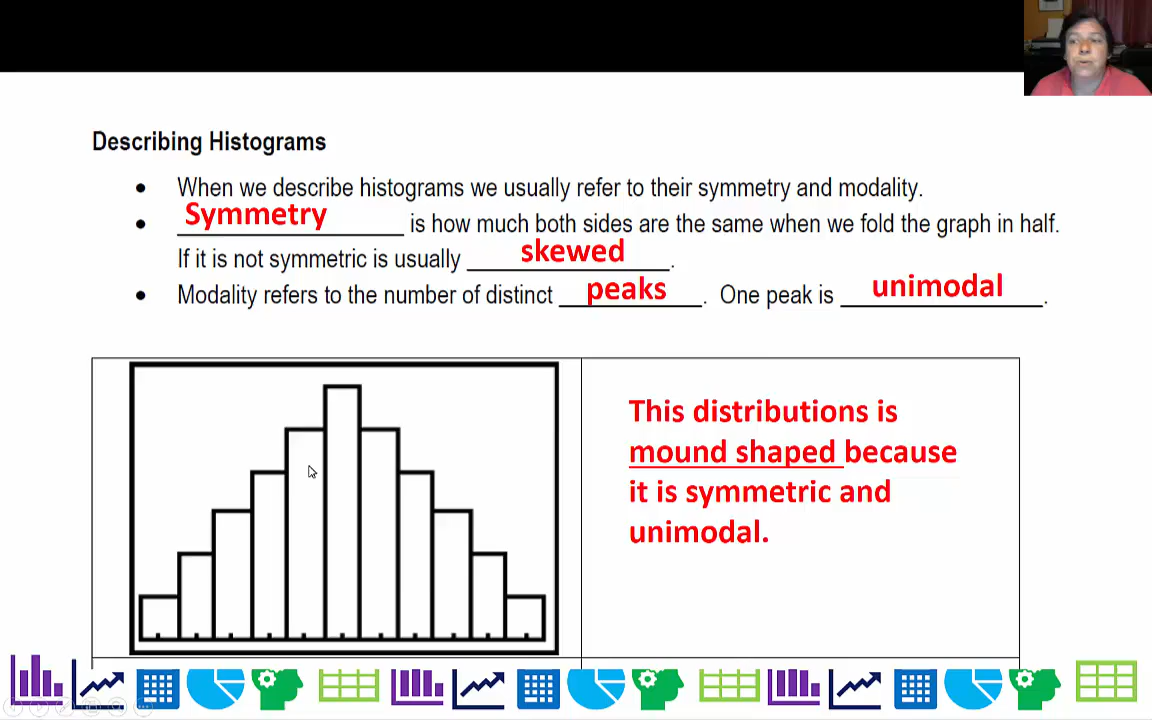 Describing Histograms
• When we describe histograms we usually refer to their symmetry and modality.
• Symmetry is how much both sides are the same when we fold the graph in half.
If it is not symmetric is usually skewed.
• Modality refers to the number of distinct peaks. One peak is unimodal.
This distributions is
mound shaped because
it is symmetric and
unimodal.